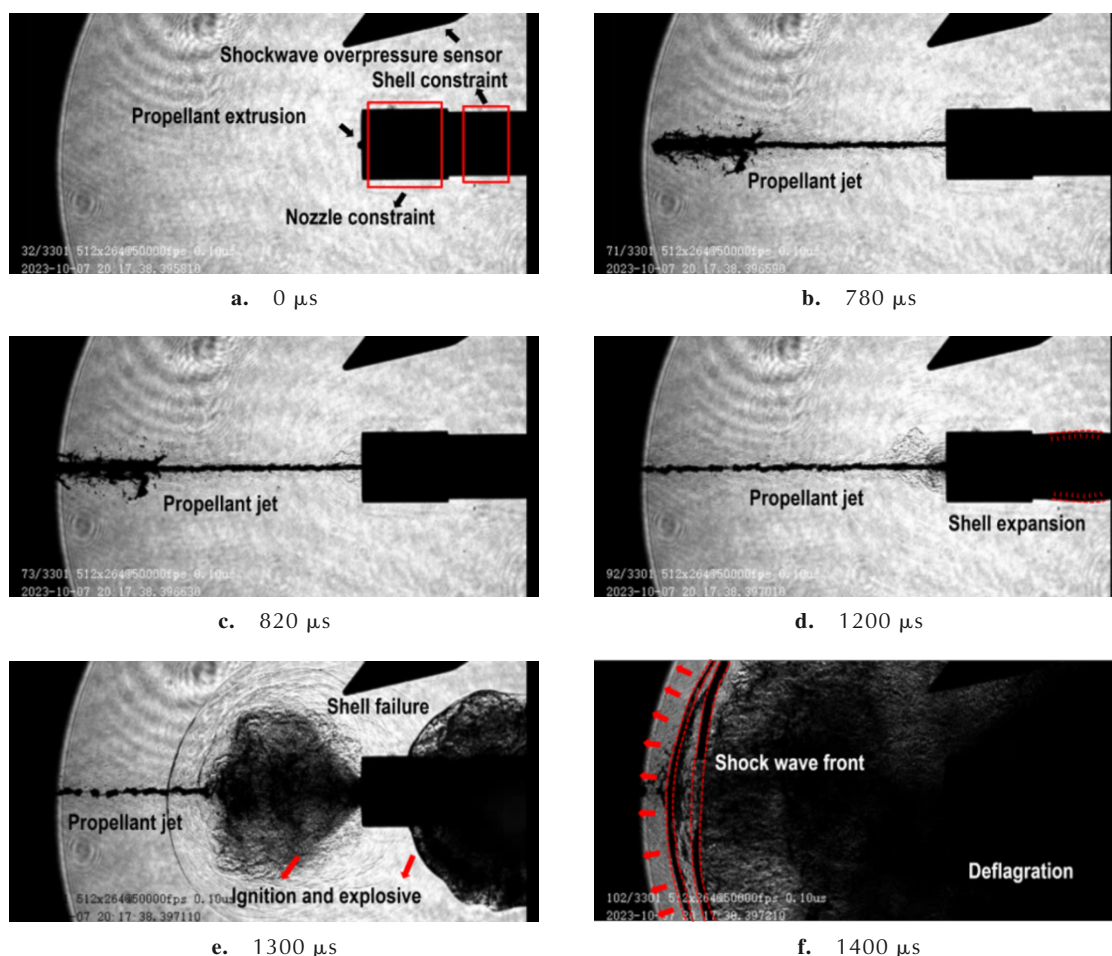 Shockwave overpressure sensor
Shell constraint
Propellant extrusion
Nozzle constraint
32/3301 512x264 50000fps 0.10us
2023-10-07 20 17.38.395810
a. 0 μs
Propellant jet
71/3301 512x264 50000fps 0.10us
2023-10-07 20 17.38.396590
b. 780 μs
Propellant jet
73/3301 512x264 50000fps 0.10us
2023-10-07 20 17.38.396630
c. 820 μs
Propellant jet
Shell expansion
92/3301 512x264 50000fps 0.10us
2023-10-07 20 17.38.397010
d. 1200 μs
Shell failure
Propellant jet
Ignition and explosive
512x264 50000fps 0.10us
-07 20 17.38.397110
e. 1300 μs
Shock wave front
Deflagration
102/3301 512x264 50000fps 0.10us
2023-10-07 20 17.38.397210
f. 1400 μs